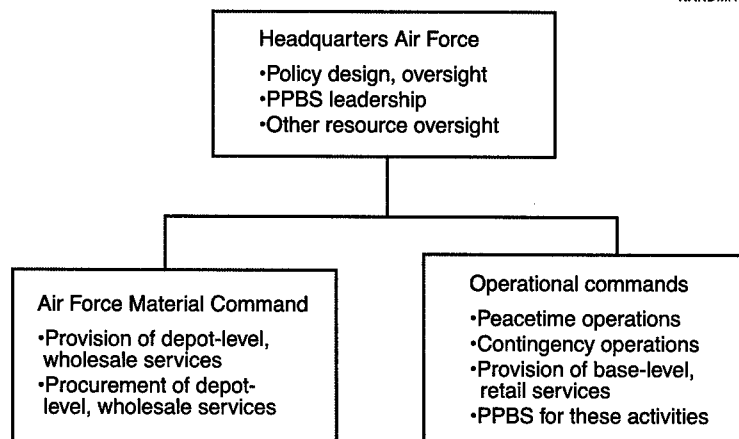 Headquarters Air Force
•Policy design, oversight
•PPBS leadership
•Other resource oversight
Air Force Material Command
•Provision of depot-level,
wholesale services
•Procurement of depot-
level, wholesale services
Operational commands
•Peacetime operations
•Contingency operations
•Provision of base-level,
retail services
•PPBS for these activities